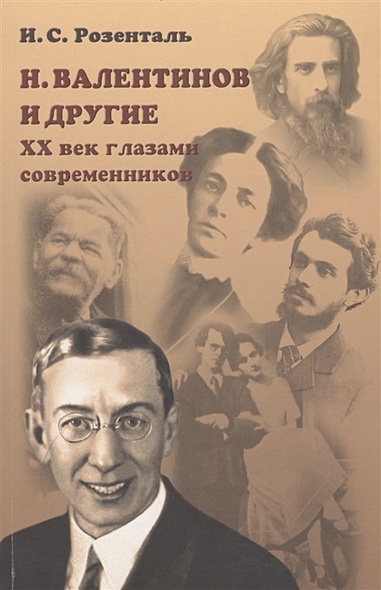 И. С. Розенталь
Н. ВАЛЕНТИНОВ
И ДРУГИЕ
XX век глазами
современников